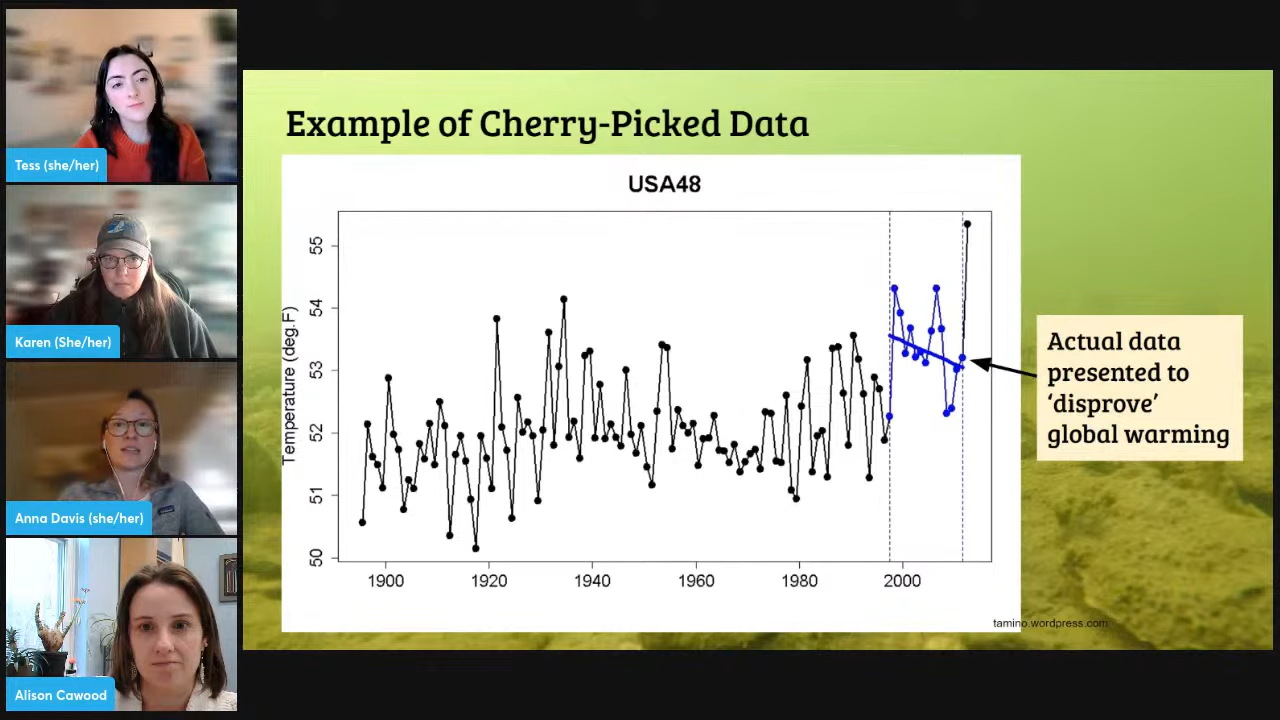 Tess (she/her)
Karen (She/her)
Anna Davis (she/her)
Alison Cawood
Example of Cherry-Picked Data
USA48
Temperature (deg.F)
55
54
53
52
51
50
1900
1920
1940
1960
1980
2000
Actual data
presented to
‘disprove’
global warming
tamino.wordpress.com